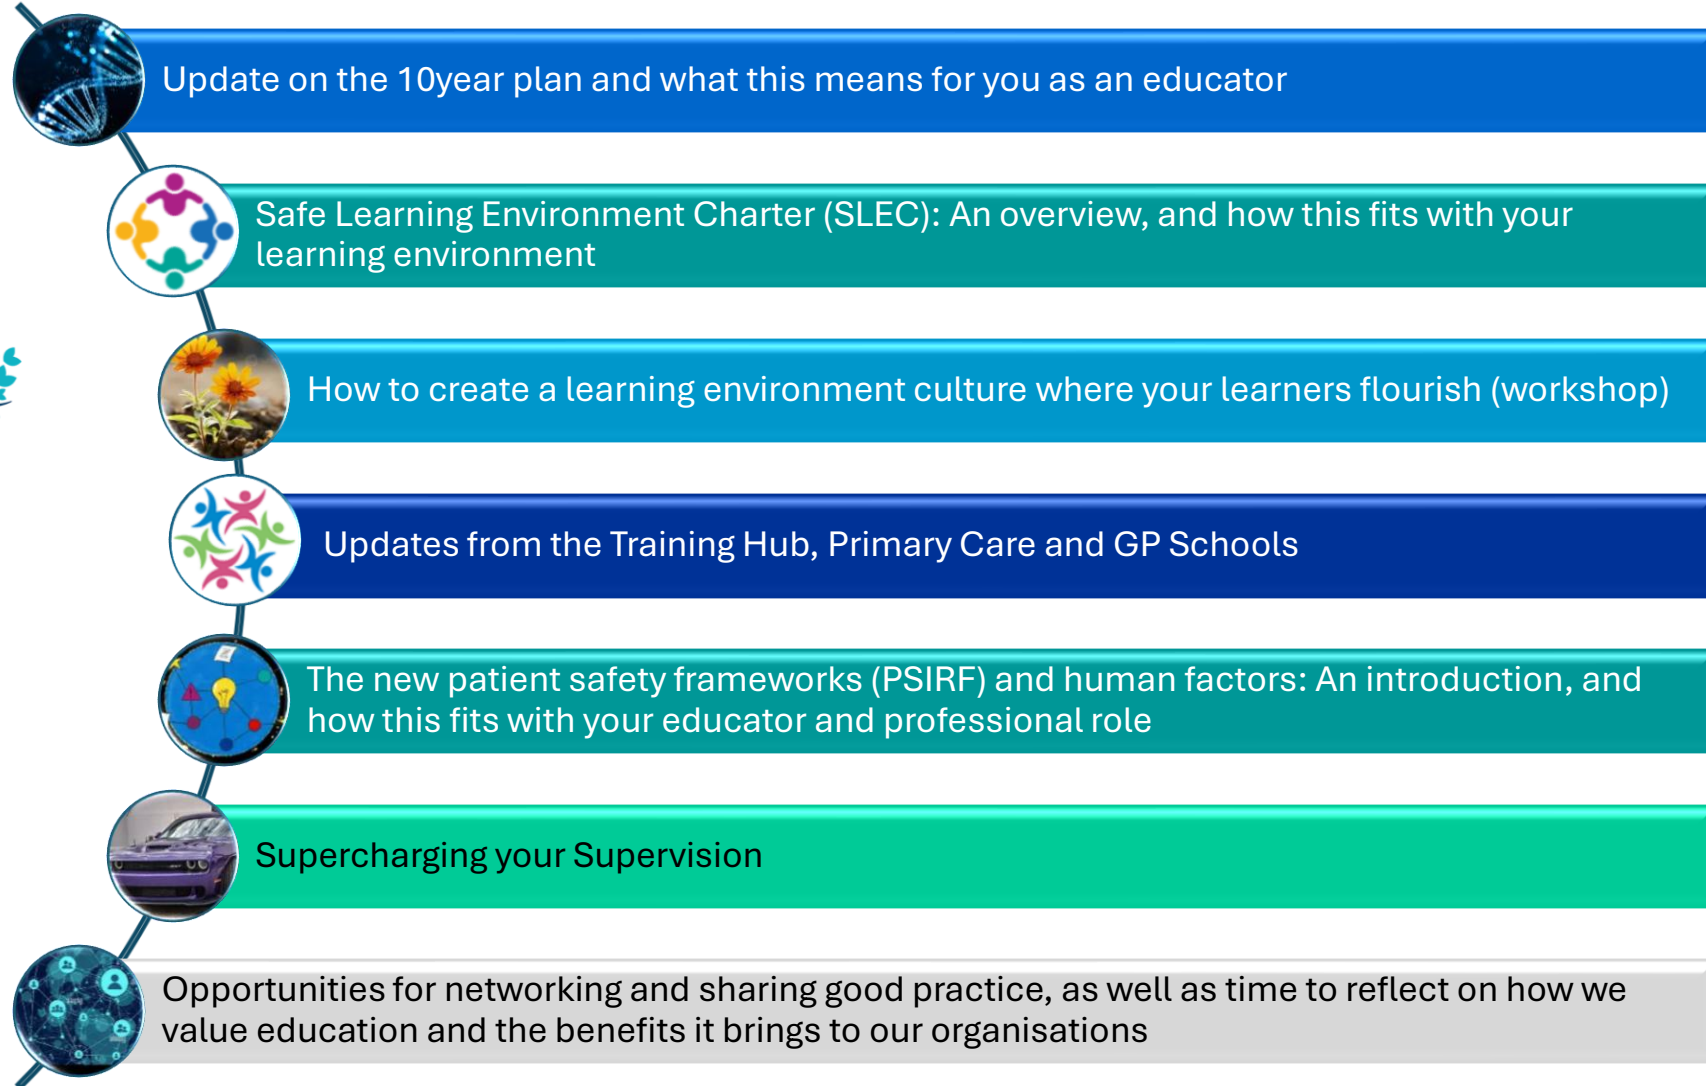 Update on the 10year plan and what this means for you as an educator
Safe Learning Environment Charter (SLEC): An overview, and how this fits with your
learning environment
How to create a learning environment culture where your learners flourish (workshop)
Updates from the Training Hub, Primary Care and GP Schools
The new patient safety frameworks (PSIRF) and human factors: An introduction, and
how this fits with your educator and professional role
Supercharging your Supervision
Opportunities for networking and sharing good practice, as well as time to reflect on how we
value education and the benefits it brings to our organisations